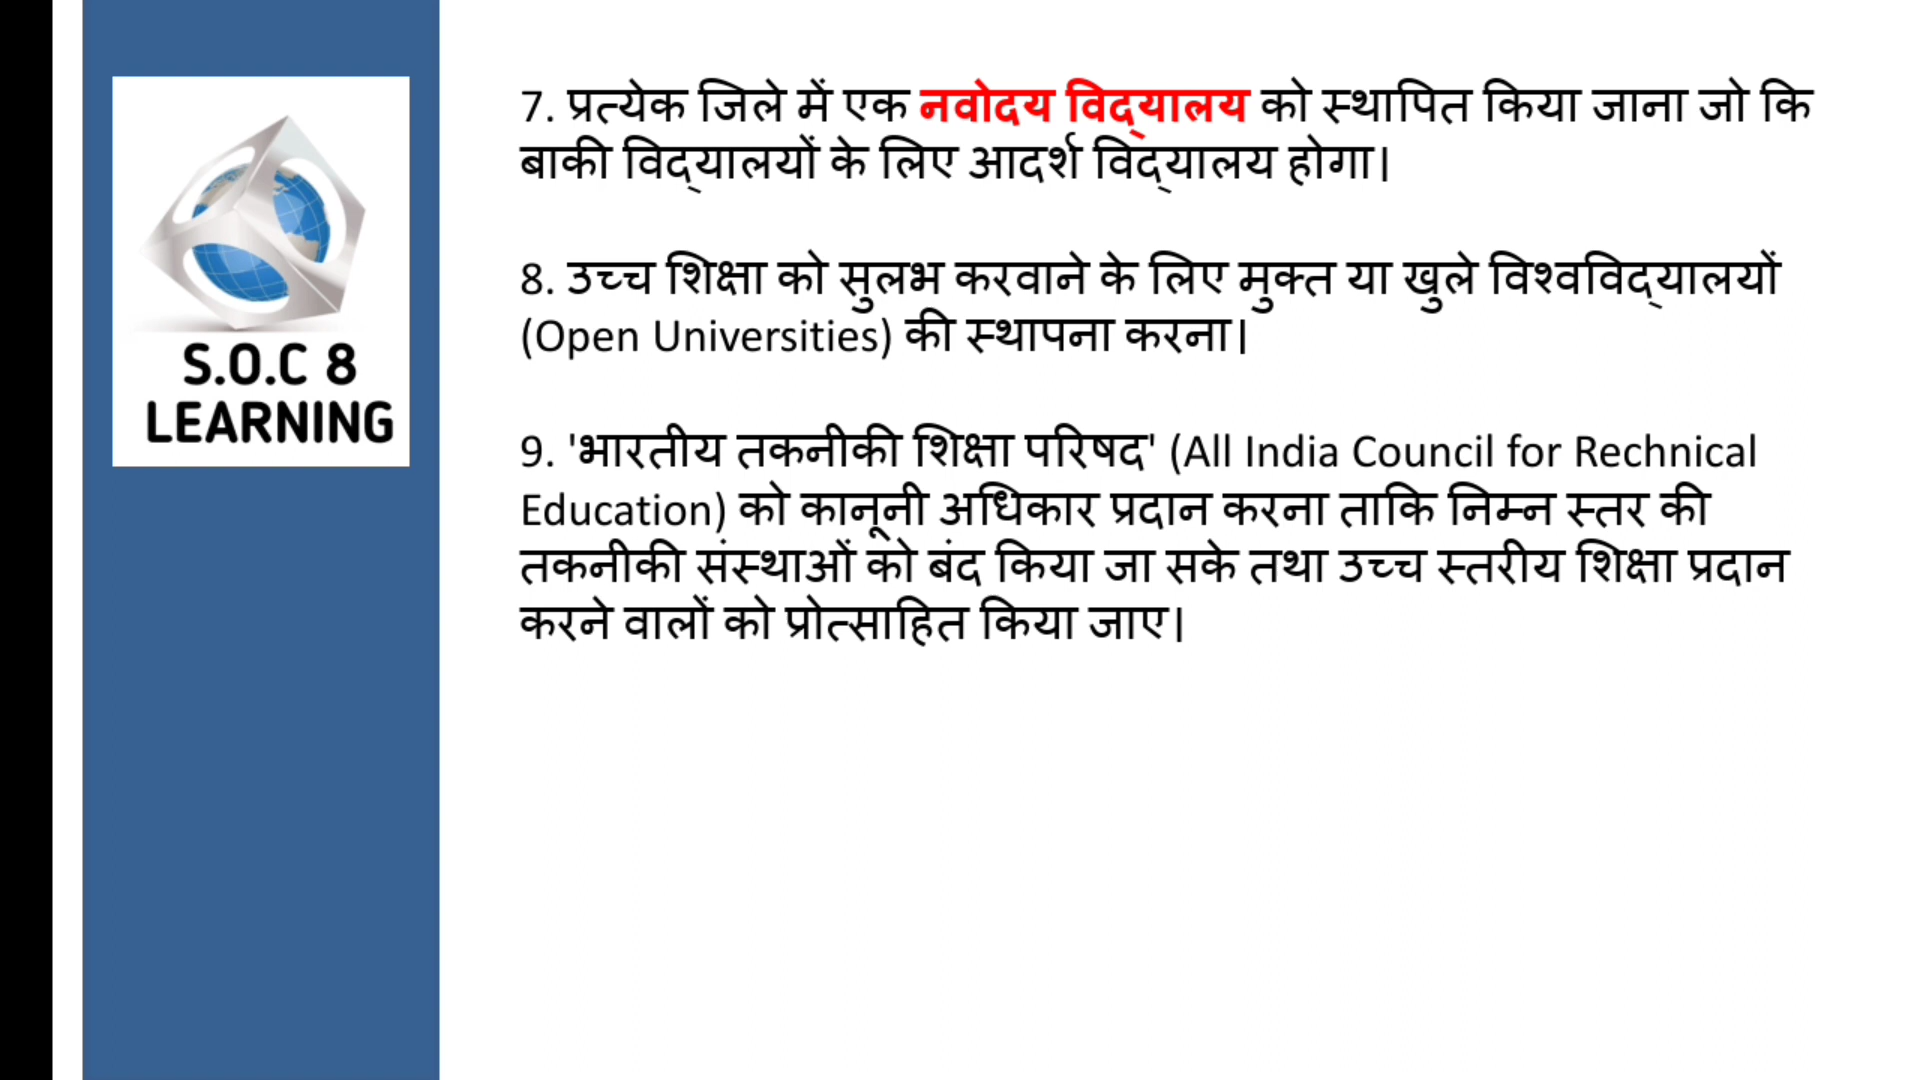 S.O.C 8
LEARNING
7. प्रत्येक जिले में एक नवोदय विद्यालय को स्थापित किया जाना जो कि
बाकी विद्यालयों के लिए आदर्श विद्यालय होगा।
8. उच्च शिक्षा को सुलभ करवाने के लिए मुक्त या खुले विश्वविद्यालयों
(Open Universities) की स्थापना करना।
9. 'भारतीय तकनीकी शिक्षा परिषद' (All India Council for Rechnical
Education) को कानूनी अधिकार प्रदान करना ताकि निम्न स्तर की
तकनीकी संस्थाओं को बंद किया जा सके तथा उच्च स्तरीय शिक्षा प्रदान
करने वालों को प्रोत्साहित किया जाए।